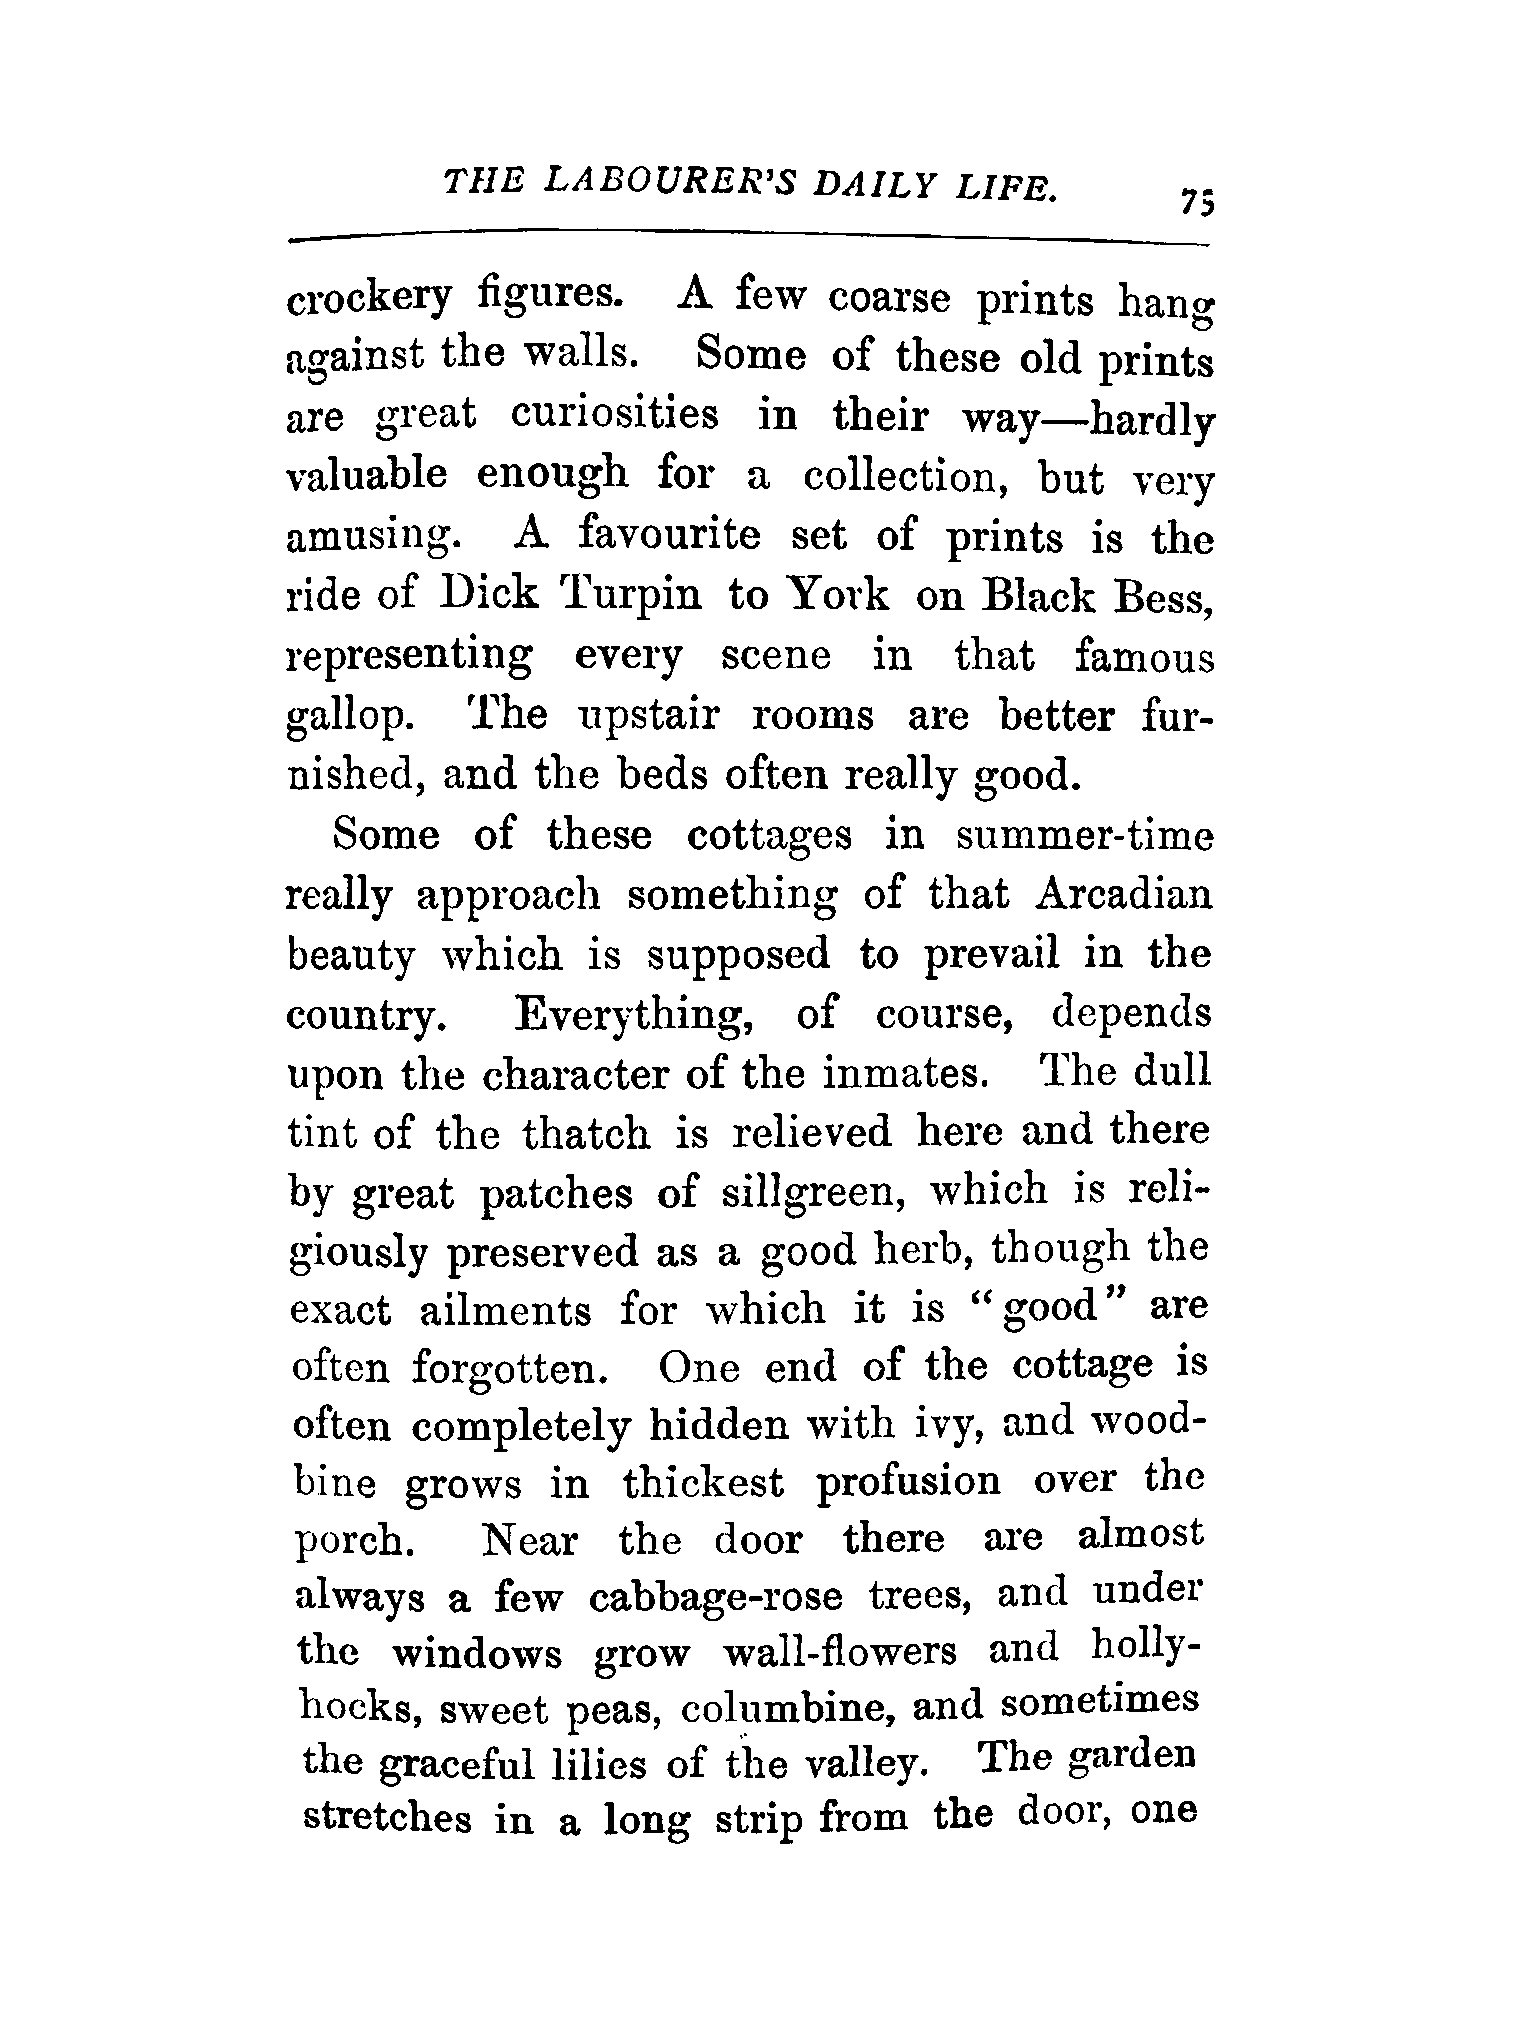 THE LABOURER'S DAILY LIFE. 75
crockery figures. A few coarse prints hang
against the walls. Some of these old prints
are great curiosities in their way—hardly
valuable enough for a collection, but very
amusing. A favourite set of prints is the
ride of Dick Turpin to York on Black Bess,
representing every scene in that famous
gallop. The upstair rooms are better fur-
nished, and the beds often really good.
Some of these cottages in summer-time
really approach something of that Arcadian
beauty which is supposed to prevail in the
country. Everything, of course, depends
upon the character of the inmates. The dull
tint of the thatch is relieved here and there
by great patches of sillgreen, which is reli-
giously preserved as a good herb, though the
exact ailments for which it is "good" are
often forgotten. One end of the cottage is
often completely hidden with ivy, and wood-
bine grows in thickest profusion over the
porch. Near the door there are almost
always a few cabbage-rose trees, and under
the windows grow wall-flowers and holly-
hocks, sweet peas, columbine, and sometimes
the graceful lilies of the valley. The garden
stretches in a long strip from the door, one